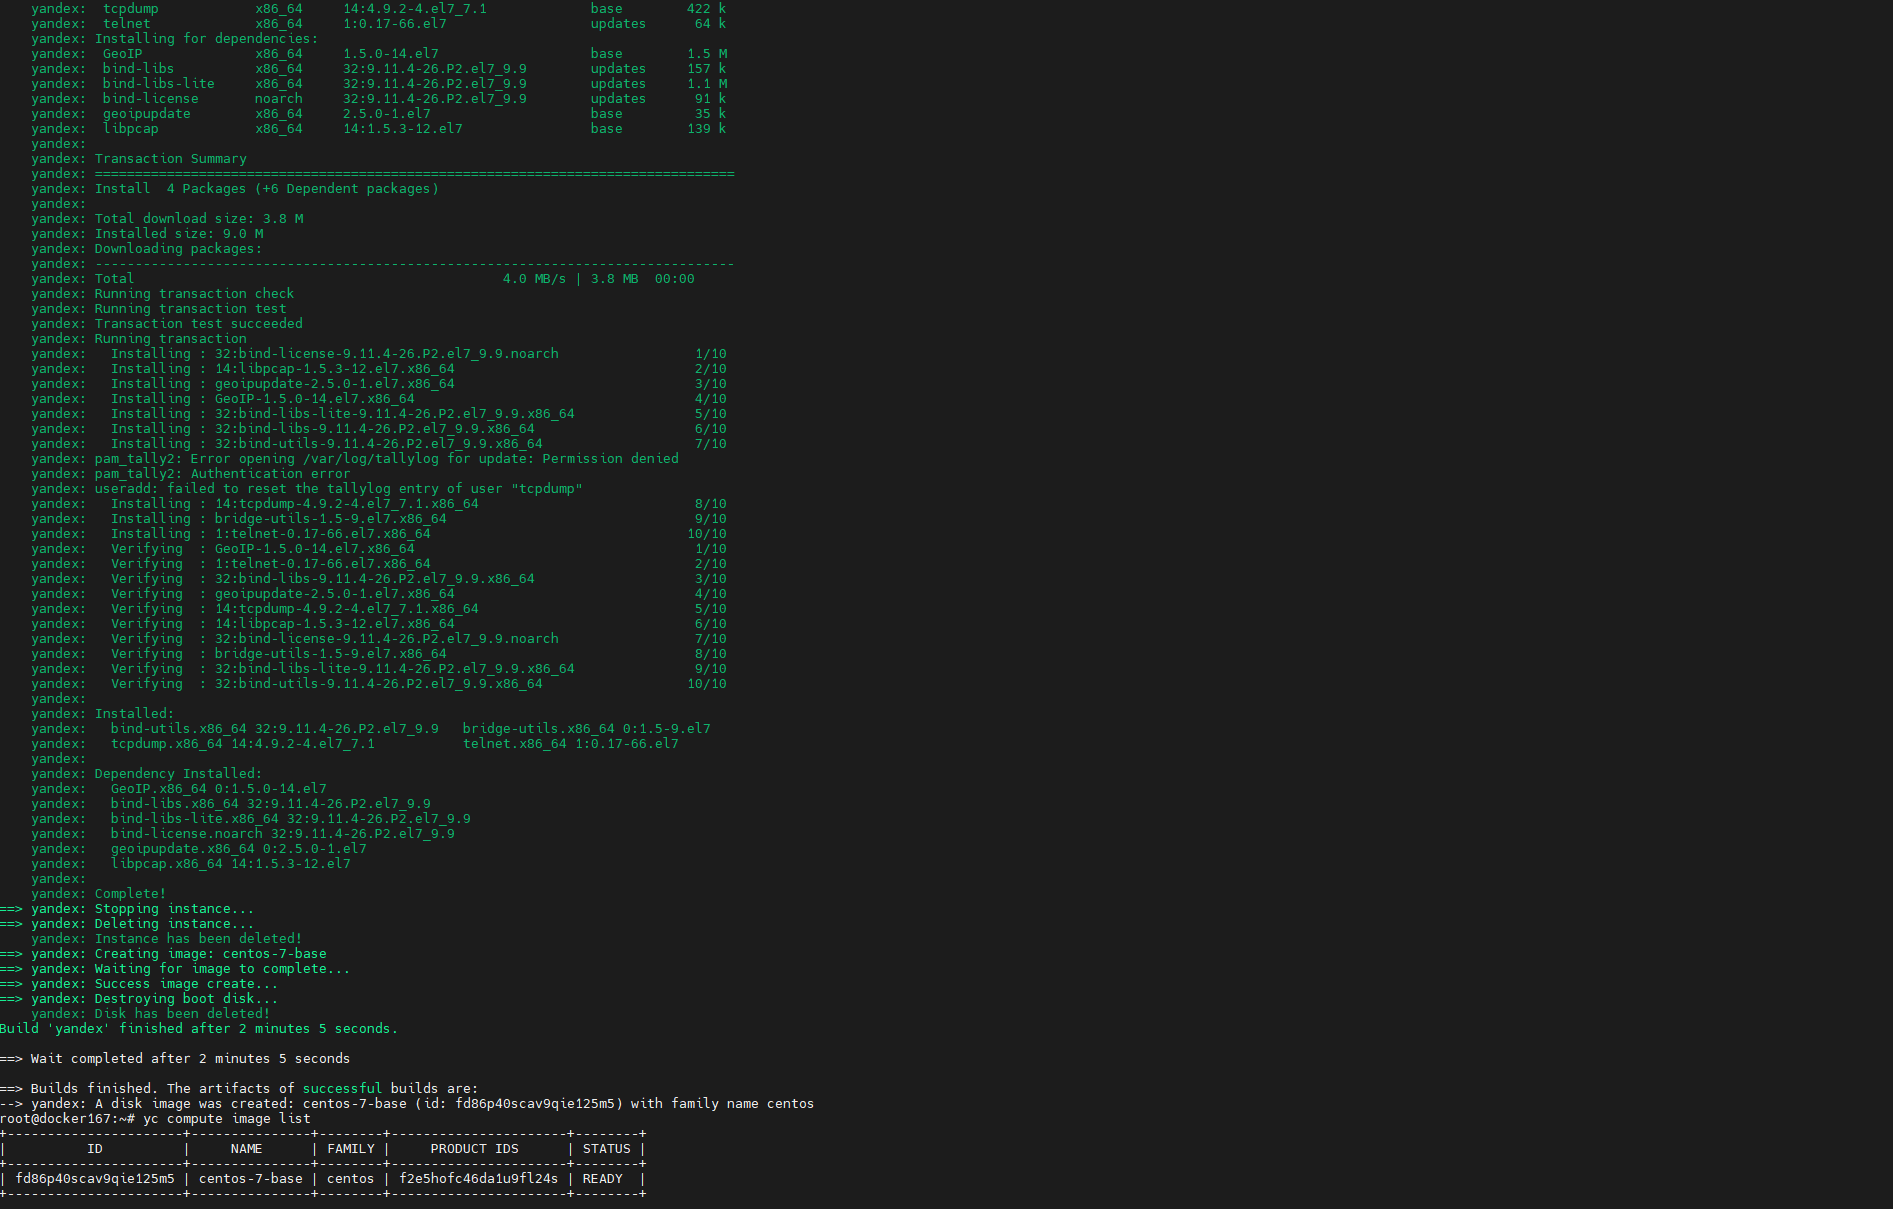 yandex:  tcpdump            x86_64     14:4.9.2-4.el7_7.1             base        422 k
yandex:  telnet             x86_64     1:0.17-66.el7                  updates      64 k
yandex: Installing for dependencies:
yandex:  GeoIP              x86_64     1.5.0-14.el7                   base        1.5 M
yandex:  bind-libs          x86_64     32:9.11.4-26.P2.el7_9.9        updates     157 k
yandex:  bind-libs-lite     x86_64     32:9.11.4-26.P2.el7_9.9        updates     1.1 M
yandex:  bind-license       noarch     32:9.11.4-26.P2.el7_9.9        updates      91 k
yandex:  geoipupdate        x86_64     2.5.0-1.el7                    base         35 k
yandex:  libpcap            x86_64     14:1.5.3-12.el7                base        139 k
yandex:
yandex: Transaction Summary
yandex: ================================================================================
yandex: Install  4 Packages (+6 Dependent packages)
yandex:
yandex: Total download size: 3.8 M
yandex: Installed size: 9.0 M
yandex: Downloading packages:
yandex: --------------------------------------------------------------------------------
yandex: Total                                              4.0 MB/s | 3.8 MB  00:00
yandex: Running transaction check
yandex: Running transaction test
yandex: Transaction test succeeded
yandex: Running transaction
yandex:   Installing : 32:bind-license-9.11.4-26.P2.el7_9.9.noarch                 1/10
yandex:   Installing : 14:libpcap-1.5.3-12.el7.x86_64                              2/10
yandex:   Installing : geoipupdate-2.5.0-1.el7.x86_64                              3/10
yandex:   Installing : GeoIP-1.5.0-14.el7.x86_64                                   4/10
yandex:   Installing : 32:bind-libs-lite-9.11.4-26.P2.el7_9.9.x86_64               5/10
yandex:   Installing : 32:bind-libs-9.11.4-26.P2.el7_9.9.x86_64                    6/10
yandex:   Installing : 32:bind-utils-9.11.4-26.P2.el7_9.9.x86_64                   7/10
yandex: pam_tally2: Error opening /var/log/tallylog for update: Permission denied
yandex: pam_tally2: Authentication error
yandex: useradd: failed to reset the tallylog entry of user "tcpdump"
yandex:   Installing : 14:tcpdump-4.9.2-4.el7_7.1.x86_64                           8/10
yandex:   Installing : bridge-utils-1.5-9.el7.x86_64                               9/10
yandex:   Installing : 1:telnet-0.17-66.el7.x86_64                                10/10
yandex:   Verifying  : GeoIP-1.5.0-14.el7.x86_64                                   1/10
yandex:   Verifying  : 1:telnet-0.17-66.el7.x86_64                                 2/10
yandex:   Verifying  : 32:bind-libs-9.11.4-26.P2.el7_9.9.x86_64                    3/10
yandex:   Verifying  : geoipupdate-2.5.0-1.el7.x86_64                              4/10
yandex:   Verifying  : 14:tcpdump-4.9.2-4.el7_7.1.x86_64                           5/10
yandex:   Verifying  : 14:libpcap-1.5.3-12.el7.x86_64                              6/10
yandex:   Verifying  : 32:bind-license-9.11.4-26.P2.el7_9.9.noarch                 7/10
yandex:   Verifying  : bridge-utils-1.5-9.el7.x86_64                               8/10
yandex:   Verifying  : 32:bind-libs-lite-9.11.4-26.P2.el7_9.9.x86_64               9/10
yandex:   Verifying  : 32:bind-utils-9.11.4-26.P2.el7_9.9.x86_64                  10/10
yandex:
yandex: Installed:
yandex:   bind-utils.x86_64 32:9.11.4-26.P2.el7_9.9   bridge-utils.x86_64 0:1.5-9.el7
yandex:   tcpdump.x86_64 14:4.9.2-4.el7_7.1           telnet.x86_64 1:0.17-66.el7
yandex:
yandex: Dependency Installed:
yandex:   GeoIP.x86_64 0:1.5.0-14.el7
yandex:   bind-libs.x86_64 32:9.11.4-26.P2.el7_9.9
yandex:   bind-libs-lite.x86_64 32:9.11.4-26.P2.el7_9.9
yandex:   bind-license.noarch 32:9.11.4-26.P2.el7_9.9
yandex:   geoipupdate.x86_64 0:2.5.0-1.el7
yandex:   libpcap.x86_64 14:1.5.3-12.el7
yandex:
yandex: Complete!
==> yandex: Stopping instance...
==> yandex: Deleting instance...
yandex: Instance has been deleted!
==> yandex: Creating image: centos-7-base
==> yandex: Waiting for image to complete...
==> yandex: Success image create...
==> yandex: Destroying boot disk...
yandex: Disk has been deleted!
Build 'yandex' finished after 2 minutes 5 seconds.
==> Wait completed after 2 minutes 5 seconds
==> Builds finished. The artifacts of successful builds are:
--> yandex: A disk image was created: centos-7-base (id: fd86p40scav9qie125m5) with family name centos
root@docker167:~# yc compute image list
+----------------------+---------------+--------+----------------------+--------+
|          ID          |     NAME      | FAMILY |     PRODUCT IDS      | STATUS |
+----------------------+---------------+--------+----------------------+--------+
| fd86p40scav9qie125m5 | centos-7-base | centos | f2e5hofc46da1u9fl24s | READY  |
+----------------------+---------------+--------+----------------------+--------+